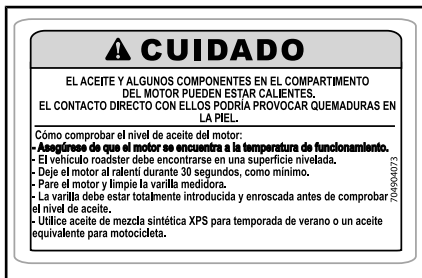 CUIDADO
EL ACEITE Y ALGUNOS COMPONENTES EN EL COMPARTIMENTO
DEL MOTOR PUEDEN ESTAR CALIENTES.
EL CONTACTO DIRECTO CON ELLOS PODRÍA PROVOCAR QUEMADURAS EN
LA PIEL.
Cómo comprobar el nivel de aceite del motor:
- Asegúrese de que el motor se encuentra a la temperatura de funcionamiento.
- El vehículo roadster debe encontrarse en una superficie nivelada.
- Deje el motor al ralentí durante 30 segundos, como mínimo.
- Pare el motor y limpie la varilla medidora.
- La varilla debe estar totalmente introducida y enroscada antes de comprobar
el nivel de aceite.
- Utilice aceite de mezcla sintética XPS para temporada de verano o un aceite
equivalente para motocicleta.
704904073